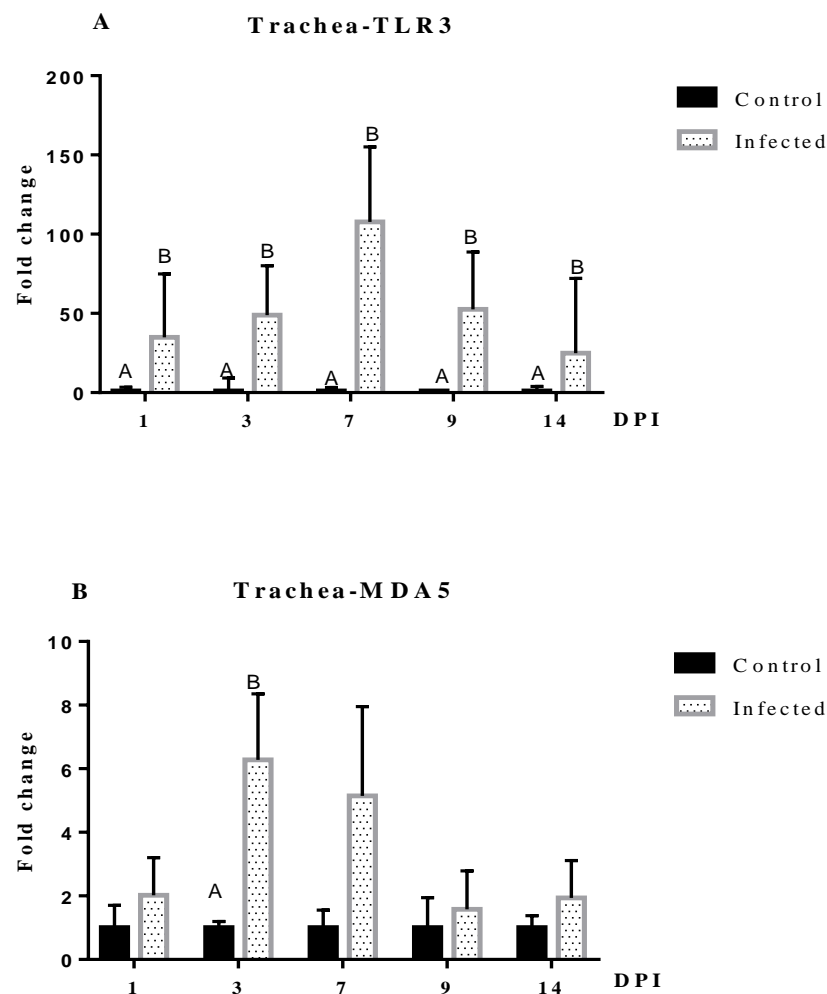 A Trachea-TLR3
200
150
100
50
0
Fold change
Control
Infected
A B A B A B A B A B
1 3 7 9 14 DPI
B Trachea-MDA5
10
8
6
4
2
0
Fold change
Control
Infected
A B
1 3 7 9 14 DPI